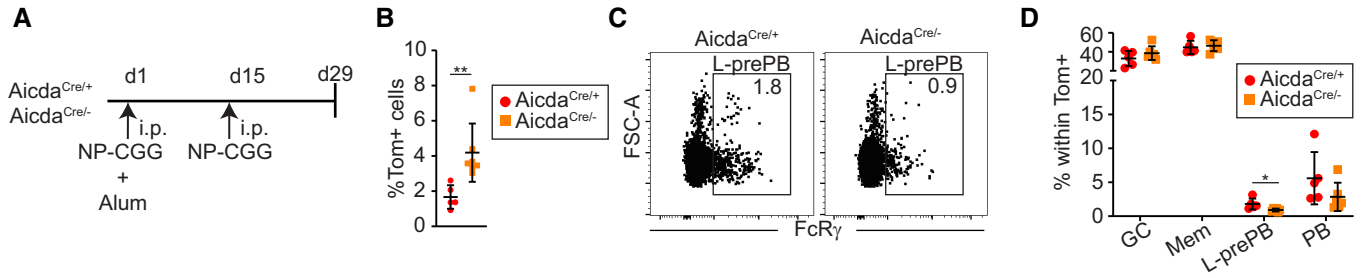 A
Aicda^Cre/+
Aicda^Cre/-
d1
d15
d29
i.p.
i.p.
NP-CGG
NP-CGG
+
Alum
B
%Tom+ cells
10
8
6
4
2
0
**
Aicda^Cre/+
Aicda^Cre/-
C
Aicda^Cre/+
Aicda^Cre/-
L-prePB
1.8
L-prePB
0.9
FSC-A
FcRγ
D
% within Tom+
60
40
20
10
5
0
*
Aicda^Cre/+
Aicda^Cre/-
GC
Mem
L-prePB
PB